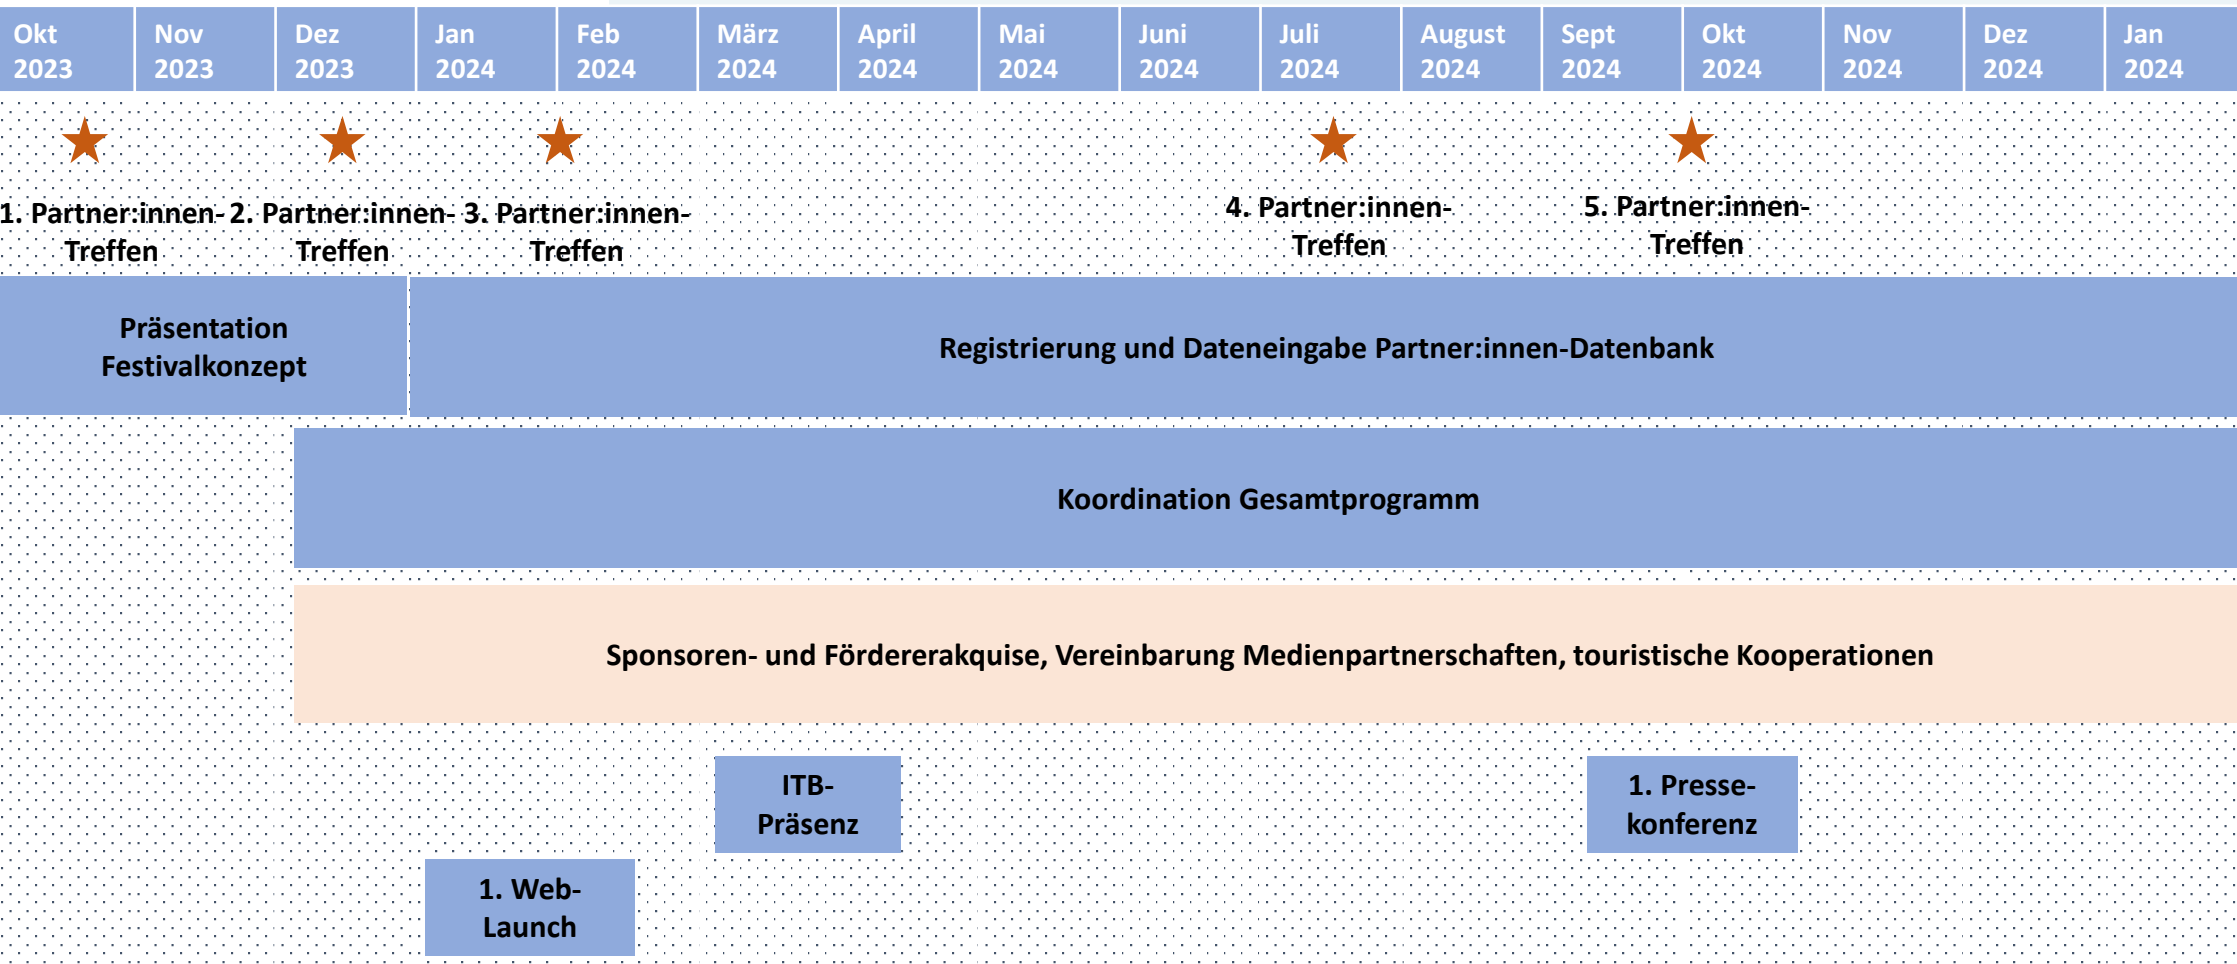 Okt Nov Dez Jan Feb März April Mai Juni Juli August Sept Okt Nov Dez Jan
2023 2023 2023 2024 2024 2024 2024 2024 2024 2024 2024 2024 2024 2024 2024 2024
1. Partner:innen-
Treffen
2. Partner:innen-
Treffen
3. Partner:innen-
Treffen
4. Partner:innen-
Treffen
5. Partner:innen-
Treffen
Präsentation
Festivalkonzept
Registrierung und Dateneingabe Partner:innen-Datenbank
Koordination Gesamtprogramm
Sponsoren- und Fördererakquise, Vereinbarung Medienpartnerschaften, touristische Kooperationen
ITB-
Präsenz
1. Presse-
konferenz
1. Web-
Launch